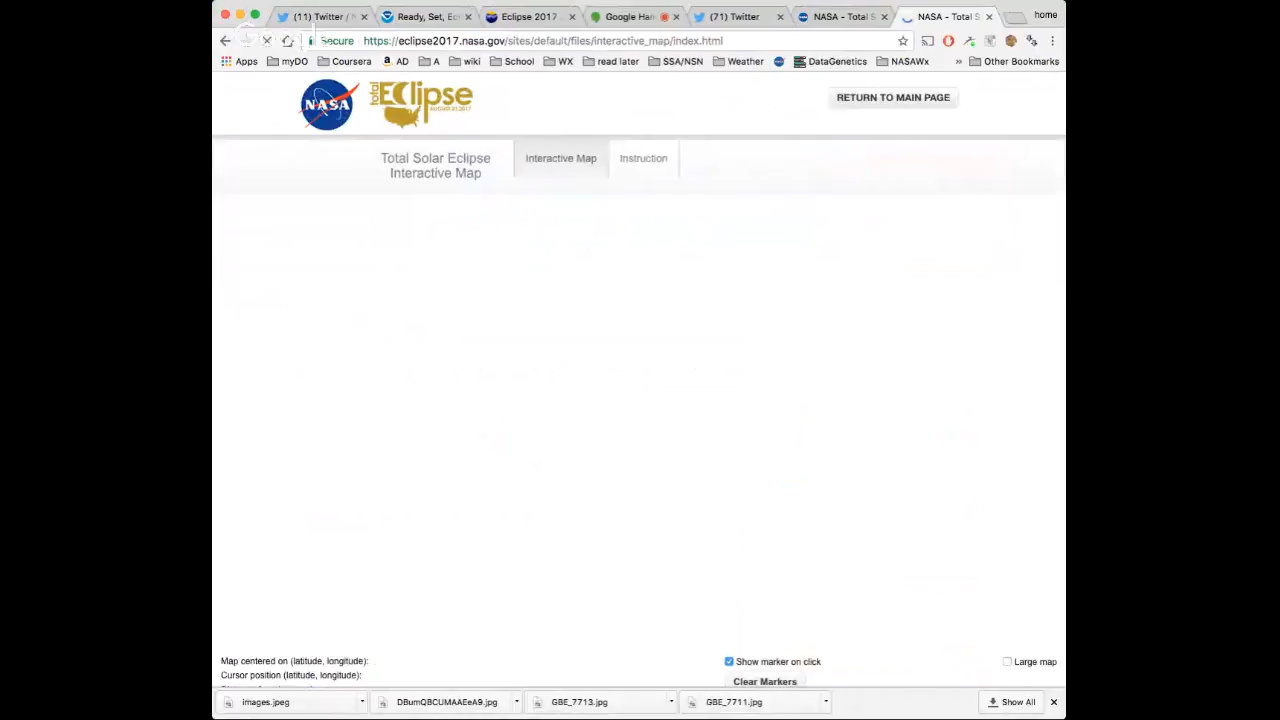 (11) Twitter / N
Ready, Set, Ec
Eclipse 2017
Google Han
(71) Twitter
NASA - Total S
NASA - Total S
home
Secure https://eclipse2017.nasa.gov/sites/default/files/interactive_map/index.html
Apps myDO Coursera AD A wiki School WX read later SSA/NSN Weather DataGenetics NASAWx » Other Bookmarks
NASA
total Eclipse
AUGUST 21, 2017
RETURN TO MAIN PAGE
Total Solar Eclipse
Interactive Map
Interactive Map
Instruction
Map centered on (latitude, longitude):
Show marker on click
Large map
Cursor position (latitude, longitude):
Clear Markers
images.jpeg
DBumQBCUMAAEeA9.jpg
GBE_7713.jpg
GBE_7711.jpg
Show All